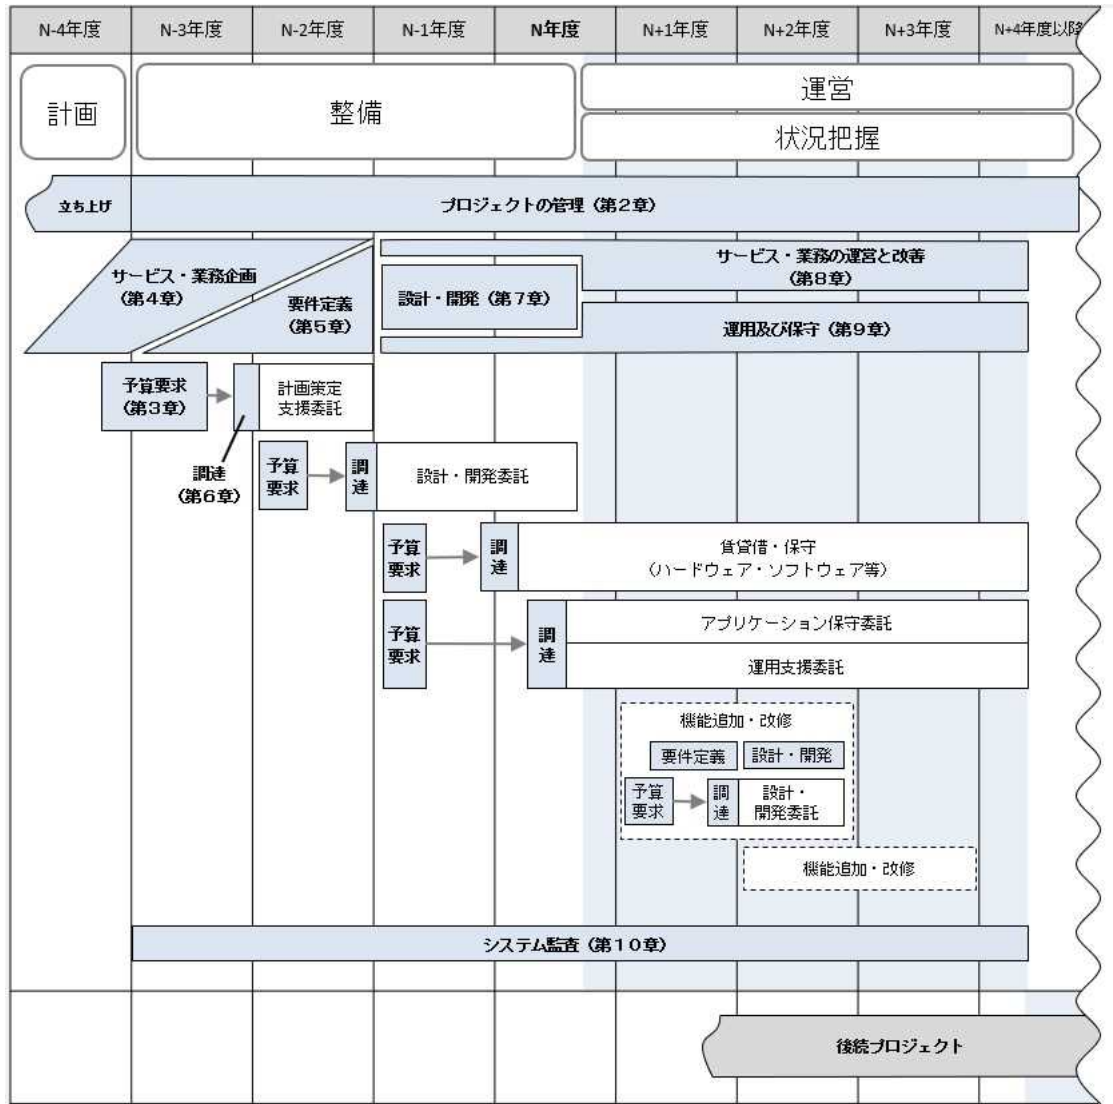 N-4年度
N-3年度
N-2年度
N-1年度
N年度
N+1年度
N+2年度
N+3年度
N+4年度以降
計画
整備
運営
状況把握
立ち上げ
プロジェクトの管理（第２章）
サービス・業務企画
（第４章）
要件定義
（第５章）
設計・開発（第７章）
サービス・業務の運営と改善
（第８章）
運用及び保守（第９章）
予算要求
（第３章）
計画策定
支援委託
調達
（第６章）
予算
要求
調
達
設計・開発委託
予算
要求
調
達
賃貸借・保守
（ハードウェア・ソフトウェア等）
予算
要求
調
達
アプリケーション保守委託
運用支援委託
機能追加・改修
要件定義
設計・開発
予算
要求
調
達
設計・
開発委託
機能追加・改修
システム監査（第１０章）
後続プロジェクト